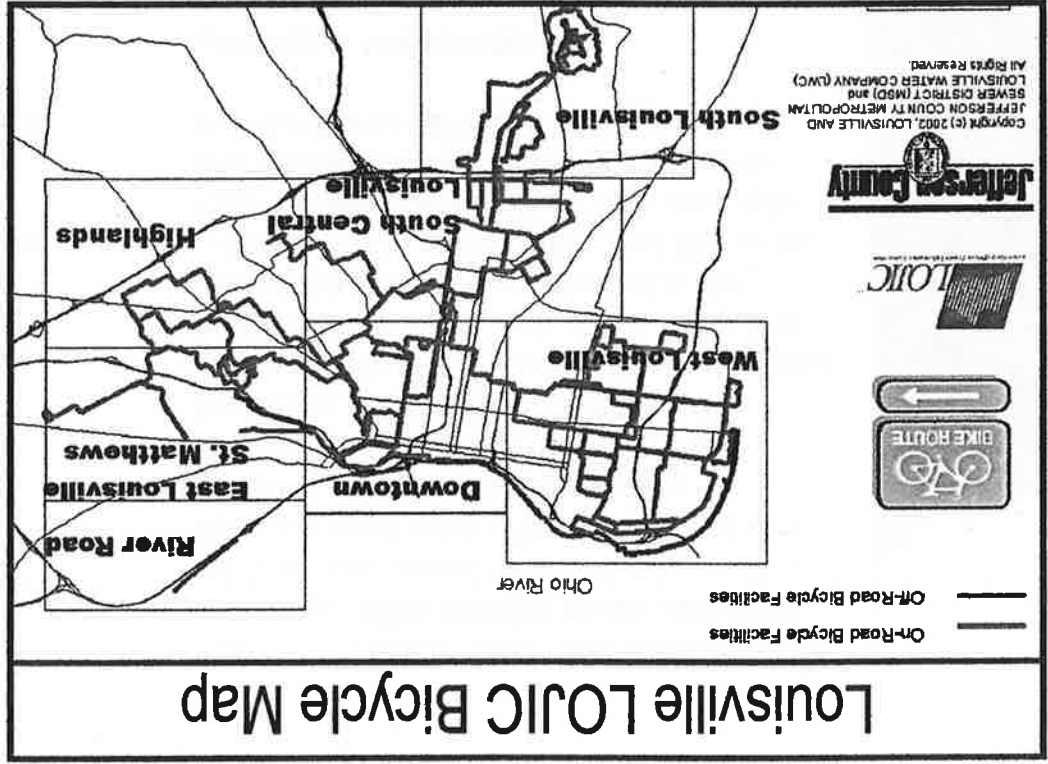 Louisville LOJIC Bicycle Map
On-Road Bicycle Facilities
Off-Road Bicycle Facilities
BIKE ROUTE
LOJIC
Jefferson County
Copyright (c) 2002, LOUISVILLE AND
JEFFERSON COUNTY METROPOLITAN
SEWER DISTRICT (MSD) and
LOUISVILLE WATER COMPANY (LWC)
All Rights Reserved.
Ohio River
River Road
Downtown
East Louisville
St. Matthews
West Louisville
Highlands
South Central
Louisville
South Louisville